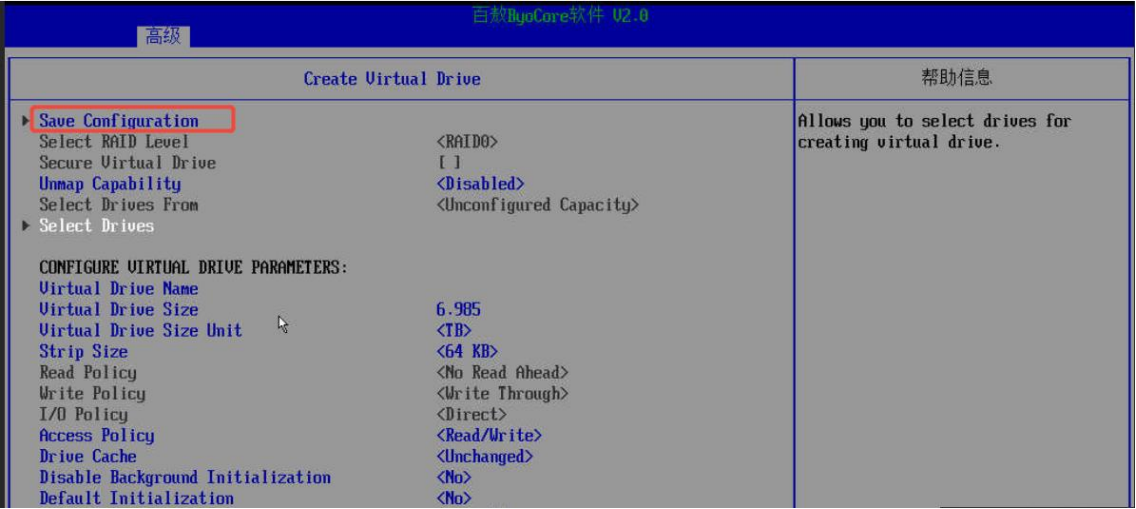 百敖ByoCore软件 V2.0
高级
Create Virtual Drive
帮助信息
Save Configuration
Allows you to select drives for
Select RAID Level <RAID0>
creating virtual drive.
Secure Virtual Drive [ ]
Unmap Capability <Disabled>
Select Drives From <Unconfigured Capacity>
Select Drives
CONFIGURE VIRTUAL DRIVE PARAMETERS:
Virtual Drive Name
Virtual Drive Size 6.985
Virtual Drive Size Unit <TB>
Strip Size <64 KB>
Read Policy <No Read Ahead>
Write Policy <Write Through>
I/O Policy <Direct>
Access Policy <Read/Write>
Drive Cache <Unchanged>
Disable Background Initialization <No>
Default Initialization <No>